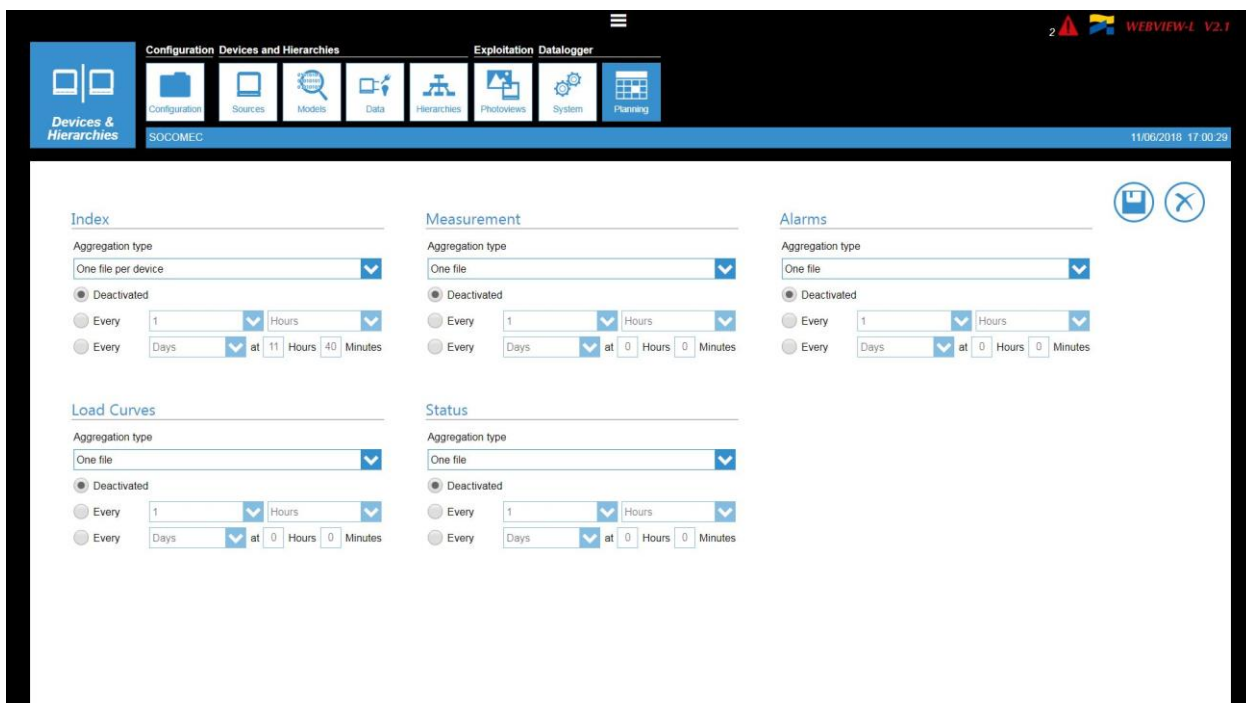 2 WEBVIEW-L V2.1
Configuration Devices and Hierarchies Exploitation Datalogger
Configuration Sources Models Data Hierarchies Photoviews System Planning
Devices &
Hierarchies
SOCOMEC 11/06/2018 17:00:29
Index Measurement Alarms
Aggregation type Aggregation type Aggregation type
One file per device One file One file
Deactivated Deactivated Deactivated
Every 1 Hours Every 1 Hours Every 1 Hours
Every Days at 11 Hours 40 Minutes Every Days at 0 Hours 0 Minutes Every Days at 0 Hours 0 Minutes
Load Curves Status
Aggregation type Aggregation type
One file One file
Deactivated Deactivated
Every 1 Hours Every 1 Hours
Every Days at 0 Hours 0 Minutes Every Days at 0 Hours 0 Minutes